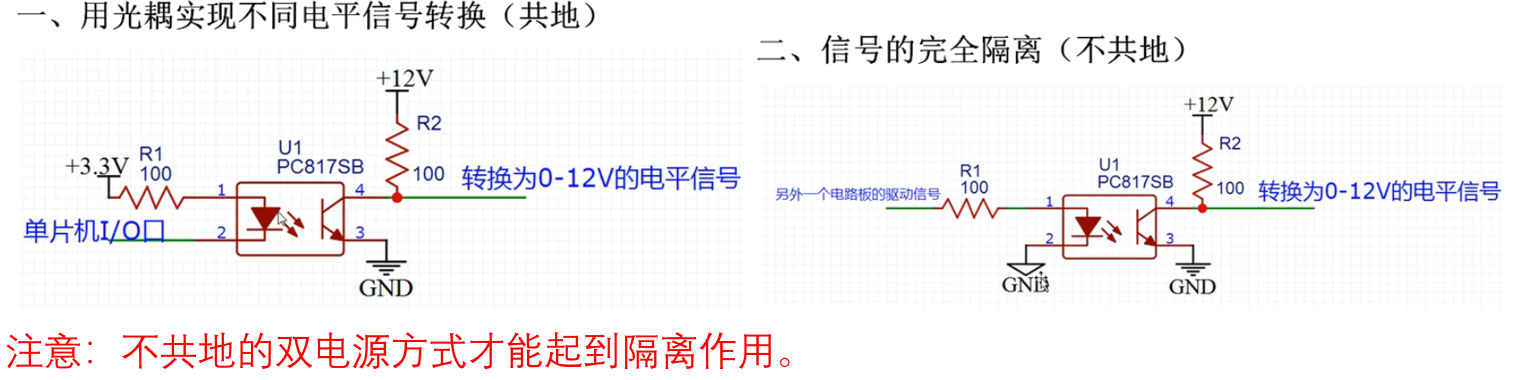 一、用光耦实现不同电平信号转换（共地）
+12V
R2
100
+3.3V
R1
100
U1
PC817SB
1
4
转换为0-12V的电平信号
单片机I/O口
2
3
GND
二、信号的完全隔离（不共地）
+12V
R2
100
另外一个电路板的驱动信号
R1
100
U1
PC817SB
1
4
转换为0-12V的电平信号
2
3
GND
GND
注意：不共地的双电源方式才能起到隔离作用。